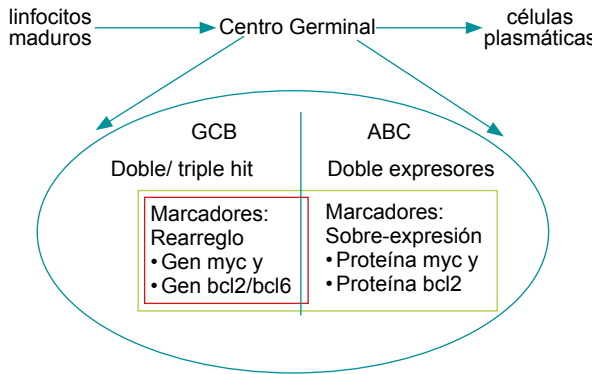 linfocitos
maduros
Centro Germinal
células
plasmáticas
GCB
ABC
Doble/ triple hit
Doble expresores
Marcadores:
Rearreglo
• Gen myc y
• Gen bcl2/bcl6
Marcadores:
Sobre-expresión
• Proteína myc y
• Proteína bcl2